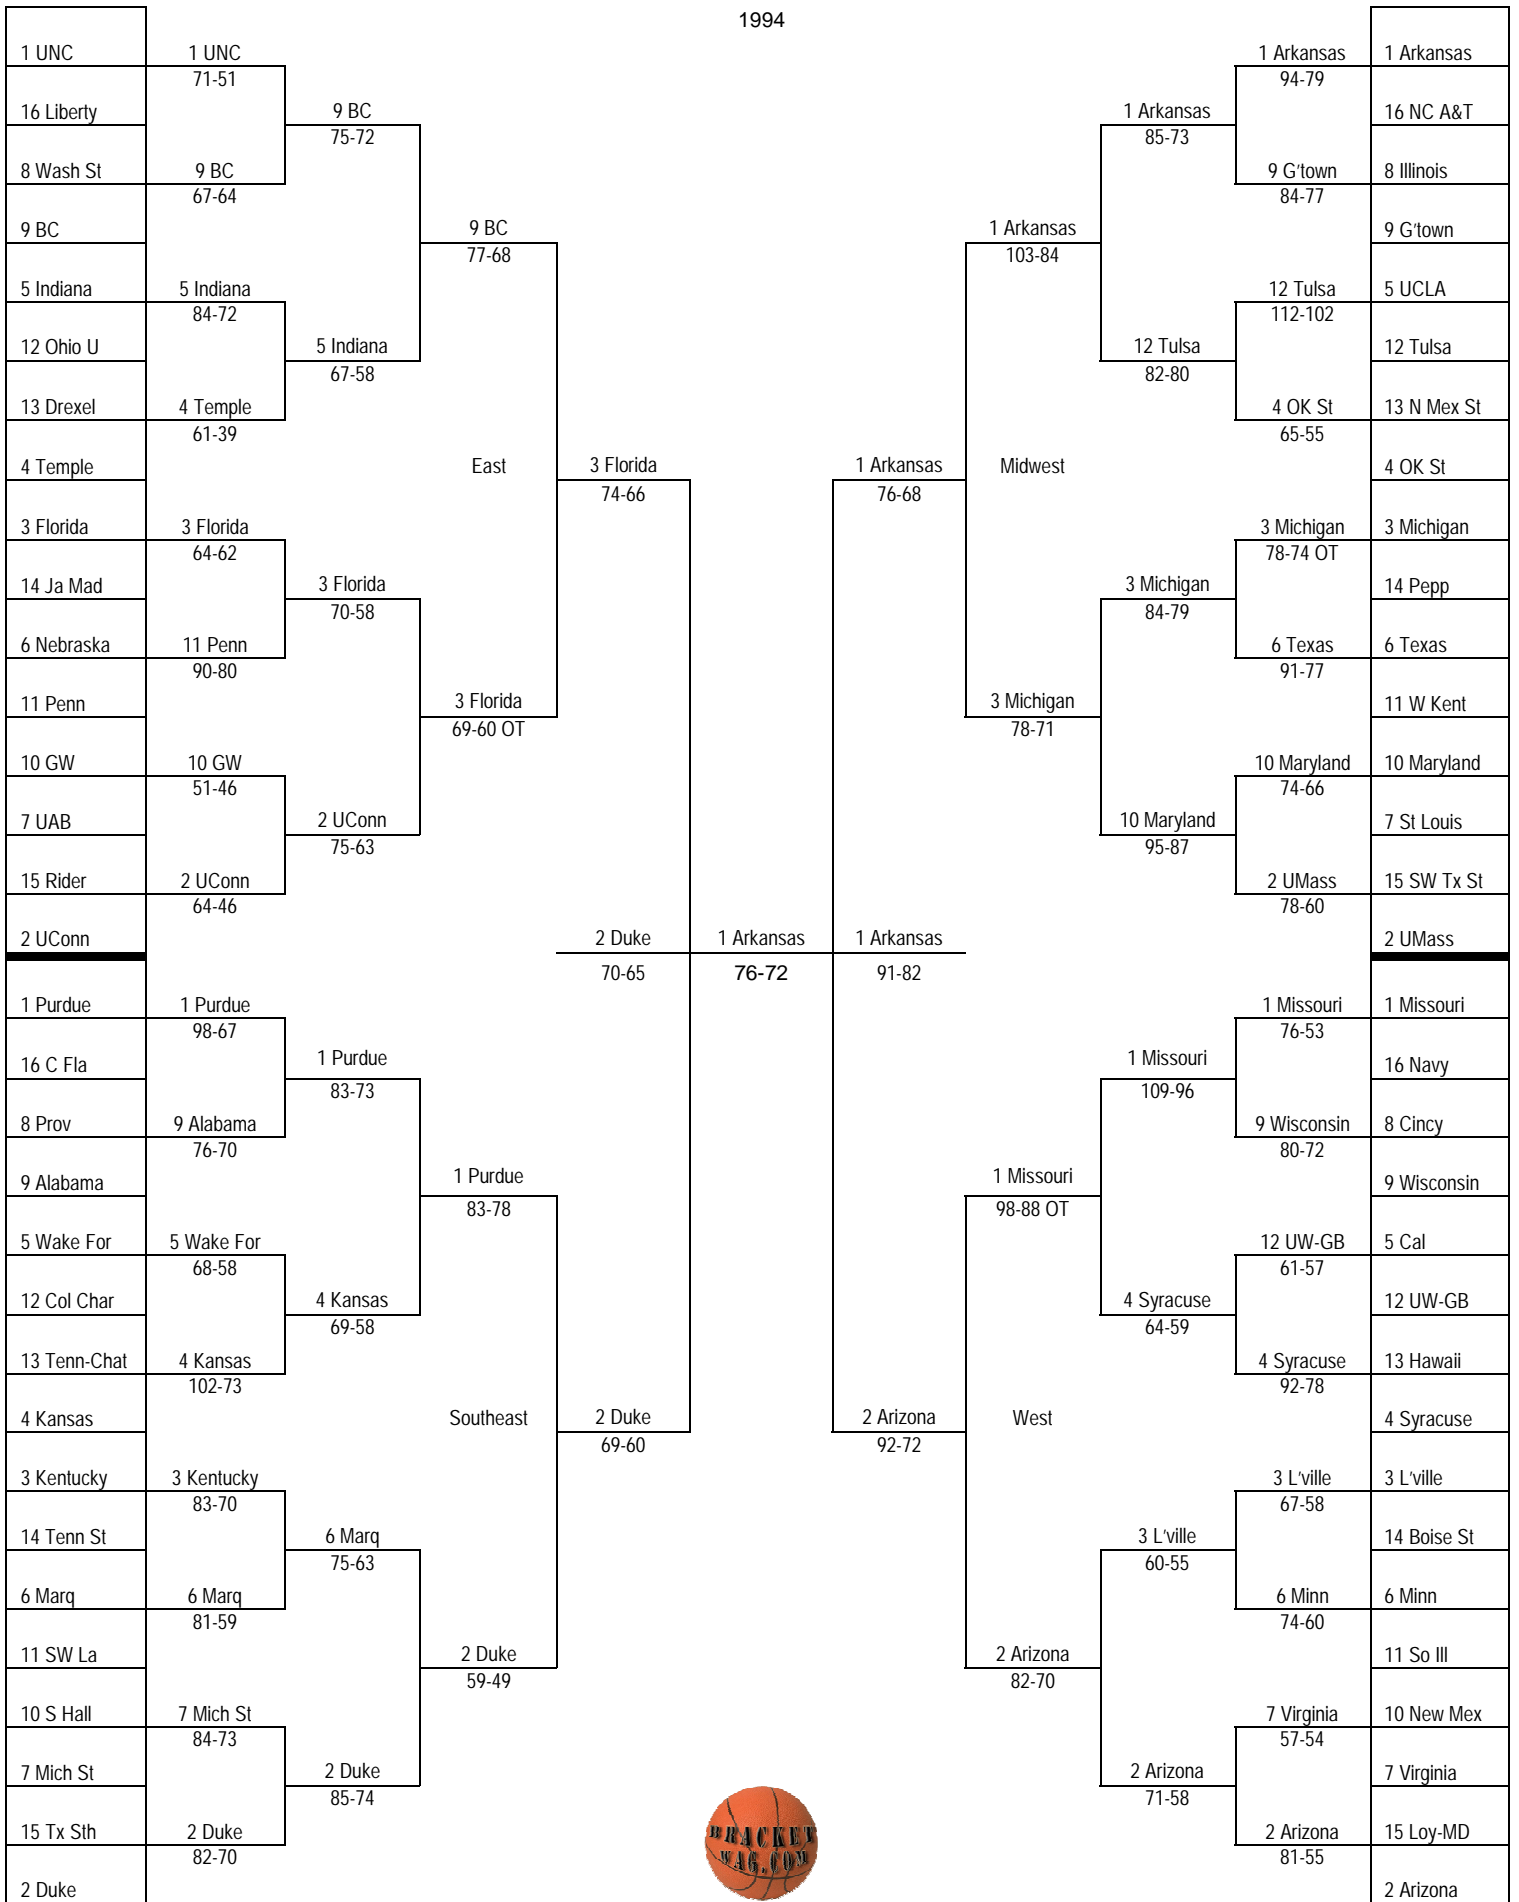 1994
1 UNC
16 Liberty
8 Wash St
9 BC
5 Indiana
12 Ohio U
13 Drexel
4 Temple
3 Florida
14 Ja Mad
6 Nebraska
11 Penn
10 GW
7 UAB
15 Rider
2 UConn
1 Purdue
16 C Fla
8 Prov
9 Alabama
5 Wake For
12 Col Char
13 Tenn-Chat
4 Kansas
3 Kentucky
14 Tenn St
6 Marq
11 SW La
10 S Hall
7 Mich St
15 Tx Sth
2 Duke
1 UNC
71-51
9 BC
67-64
5 Indiana
84-72
4 Temple
61-39
3 Florida
64-62
11 Penn
90-80
10 GW
51-46
2 UConn
64-46
1 Purdue
98-67
9 Alabama
76-70
5 Wake For
68-58
4 Kansas
102-73
3 Kentucky
83-70
6 Marq
81-59
7 Mich St
84-73
2 Duke
82-70
9 BC
75-72
5 Indiana
67-58
3 Florida
70-58
2 UConn
75-63
1 Purdue
83-73
4 Kansas
69-58
6 Marq
75-63
2 Duke
85-74
9 BC
77-68
East
3 Florida
69-60 OT
1 Purdue
83-78
Southeast
2 Duke
59-49
3 Florida
74-66
2 Duke
70-65
2 Duke
69-60
1 Arkansas
76-72
BRACKET
WAG.COM
1 Arkansas
76-68
1 Arkansas
91-82
2 Arizona
92-72
1 Arkansas
103-84
Midwest
3 Michigan
78-71
1 Missouri
98-88 OT
West
2 Arizona
82-70
1 Arkansas
85-73
12 Tulsa
82-80
3 Michigan
84-79
10 Maryland
95-87
1 Missouri
109-96
4 Syracuse
64-59
3 L'ville
60-55
2 Arizona
71-58
1 Arkansas
94-79
9 G'town
84-77
12 Tulsa
112-102
4 OK St
65-55
3 Michigan
78-74 OT
6 Texas
91-77
10 Maryland
74-66
2 UMass
78-60
1 Missouri
76-53
9 Wisconsin
80-72
12 UW-GB
61-57
4 Syracuse
92-78
3 L'ville
67-58
6 Minn
74-60
7 Virginia
57-54
2 Arizona
81-55
1 Arkansas
16 NC A&T
8 Illinois
9 G'town
5 UCLA
12 Tulsa
13 N Mex St
4 OK St
3 Michigan
14 Pepp
6 Texas
11 W Kent
10 Maryland
7 St Louis
15 SW Tx St
2 UMass
1 Missouri
16 Navy
8 Cincy
9 Wisconsin
5 Cal
12 UW-GB
13 Hawaii
4 Syracuse
3 L'ville
14 Boise St
6 Minn
11 So Ill
10 New Mex
7 Virginia
15 Loy-MD
2 Arizona